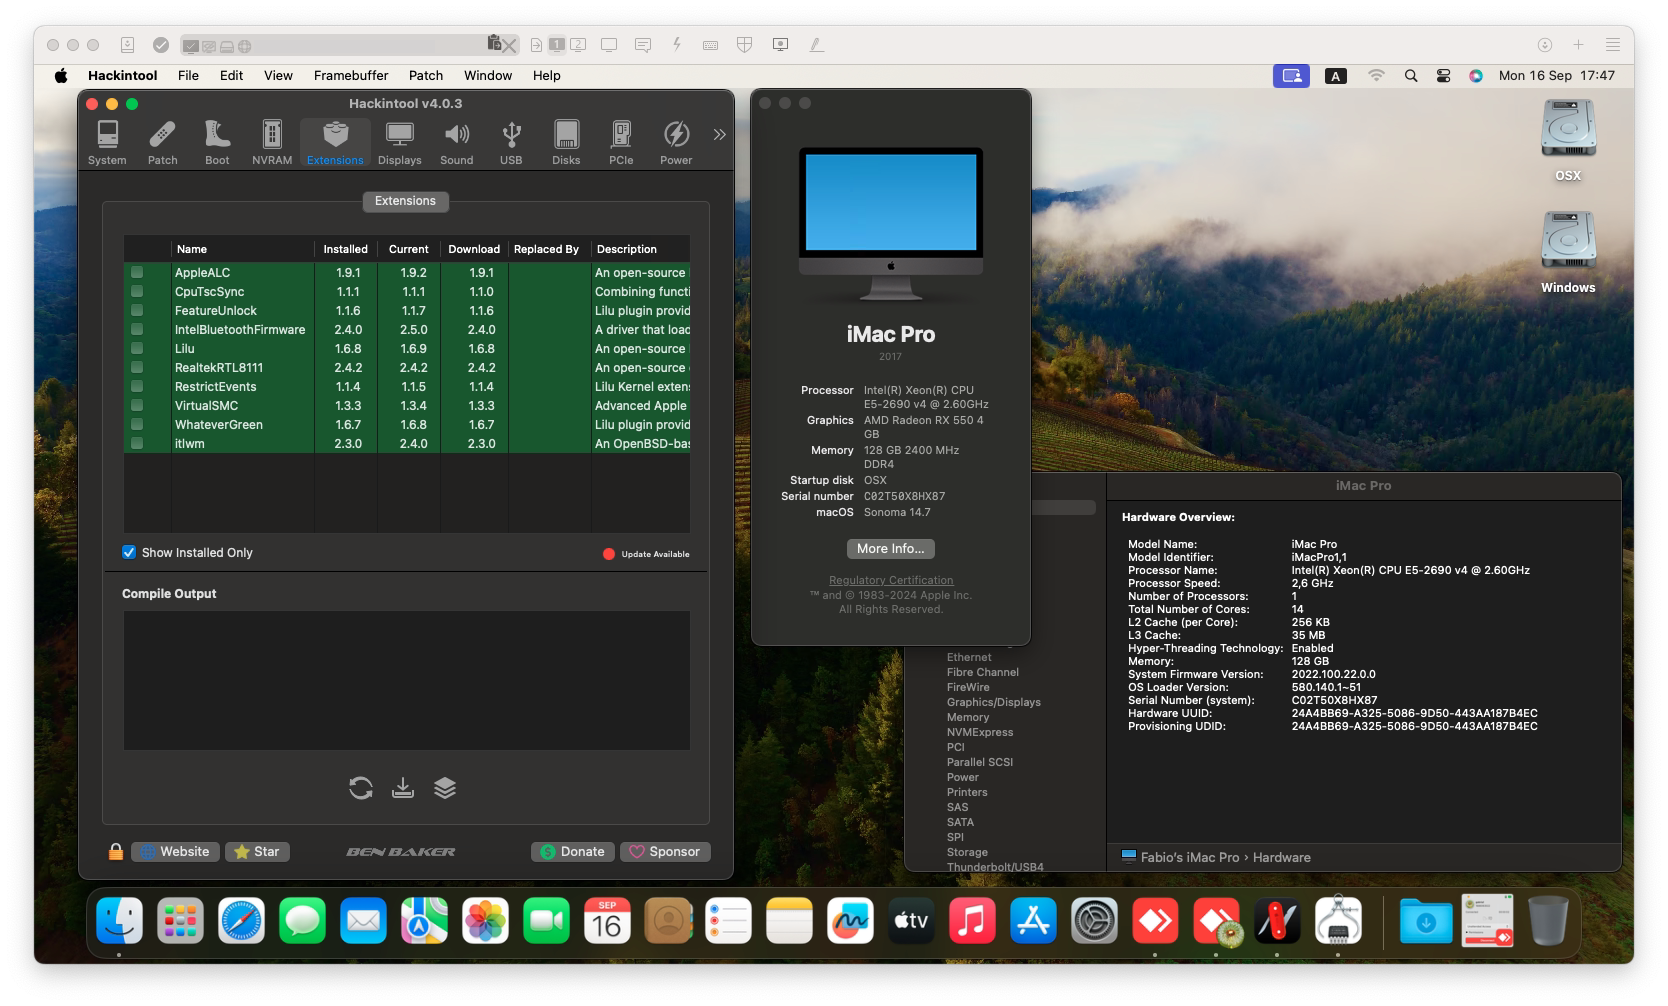 1
2
Hackintool File Edit View Framebuffer Patch Window Help
A
Mon 16 Sep 17:47
Hackintool v4.0.3
System Patch Boot NVRAM Extensions Displays Sound USB Disks PCIe Power
Extensions
Name Installed Current Download Replaced By Description
AppleALC 1.9.1 1.9.2 1.9.1 An open-source
CpuTscSync 1.1.1 1.1.1 1.1.0 Combining functi
FeatureUnlock 1.1.6 1.1.7 1.1.6 Lilu plugin provid
IntelBluetoothFirmware 2.4.0 2.5.0 2.4.0 A driver that load
Lilu 1.6.8 1.6.9 1.6.8 An open-source
RealtekRTL8111 2.4.2 2.4.2 2.4.2 An open-source
RestrictEvents 1.1.4 1.1.5 1.1.4 Lilu Kernel exten
VirtualSMC 1.3.3 1.3.4 1.3.3 Advanced Apple
WhateverGreen 1.6.7 1.6.8 1.6.7 Lilu plugin provid
itlwm 2.3.0 2.4.0 2.3.0 An OpenBSD-ba
Show Installed Only
Update Available
Compile Output
Website
Star
BEN BAKER
Donate
Sponsor
iMac Pro
2017
Processor Intel(R) Xeon(R) CPU
E5-2690 v4 @ 2.60GHz
Graphics AMD Radeon RX 550 4
GB
Memory 128 GB 2400 MHz
DDR4
Startup disk OSX
Serial number C02T50X8HX87
macOS Sonoma 14.7
More Info...
Regulatory Certification
™ and © 1983-2024 Apple Inc.
All Rights Reserved.
OSX
Windows
iMac Pro
Hardware Overview:
Model Name: iMac Pro
Model Identifier: iMacPro1,1
Processor Name: Intel(R) Xeon(R) CPU E5-2690 v4 @ 2.60GHz
Processor Speed: 2,6 GHz
Number of Processors: 1
Total Number of Cores: 14
L2 Cache (per Core): 256 KB
L3 Cache: 35 MB
Hyper-Threading Technology: Enabled
Memory: 128 GB
System Firmware Version: 2022.100.22.0.0
OS Loader Version: 580.140.1~51
Serial Number (system): C02T50X8HX87
Hardware UUID: 24A4BB69-A325-5086-9D50-443AA187B4EC
Provisioning UDID: 24A4BB69-A325-5086-9D50-443AA187B4EC
Ethernet
Fibre Channel
FireWire
Graphics/Displays
Memory
NVMExpress
PCI
Parallel SCSI
Power
Printers
SAS
SATA
SPI
Storage
Thunderbolt/USB4
Fabio's iMac Pro › Hardware
SEP
16
tv